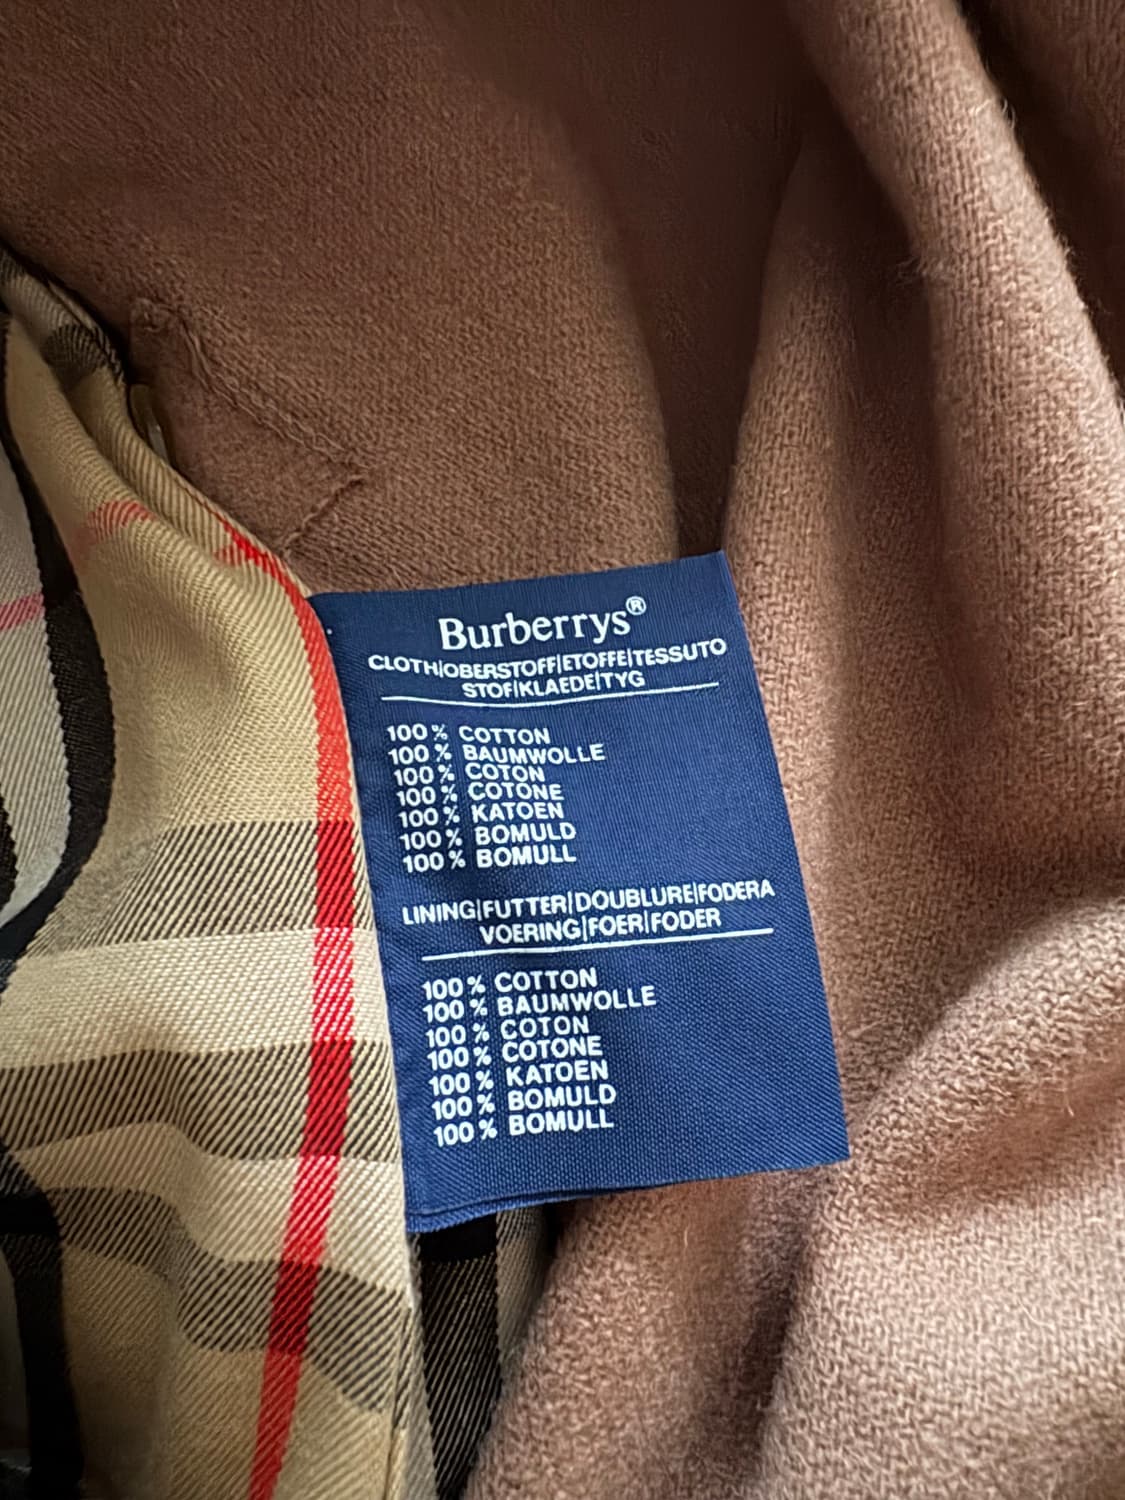 Burberrys®
CLOTH|OBERSTOFF|ETOFFE|TESSUTO
STOF|KLAEDE|TYG
100% COTTON
100% BAUMWOLLE
100% COTON
100% COTONE
100% KATOEN
100% BOMULD
100% BOMULL
LINING|FUTTER|DOUBLURE|FODERA
VOERING|FOER|FODER
100% COTTON
100% BAUMWOLLE
100% COTON
100% COTONE
100% KATOEN
100% BOMULD
100% BOMULL